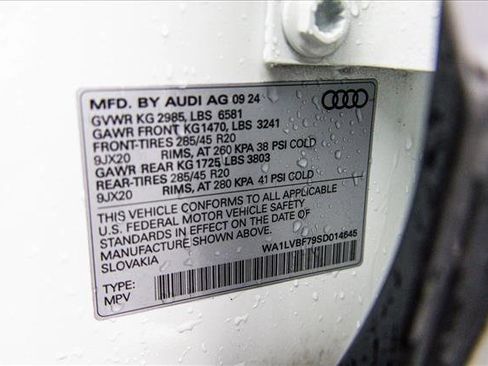 MFD. BY AUDI AG 09 24
GVWR KG 2985, LBS 6581
GAWR FRONT KG1470, LBS 3241
FRONT-TIRES 285/45 R20
9JX20 RIMS, AT 260 KPA 38 PSI COLD
GAWR REAR KG 1725 LBS 3803
REAR-TIRES 285/45 R20
9JX20 RIMS, AT 280 KPA 41 PSI COLD
THIS VEHICLE CONFORMS TO ALL APPLICABLE
U.S. FEDERAL MOTOR VEHICLE SAFETY
STANDARDS IN EFFECT ON THE DATE OF
MANUFACTURE SHOWN ABOVE.
SLOVAKIA WA1LVBF79SD014645
TYPE:
MPV